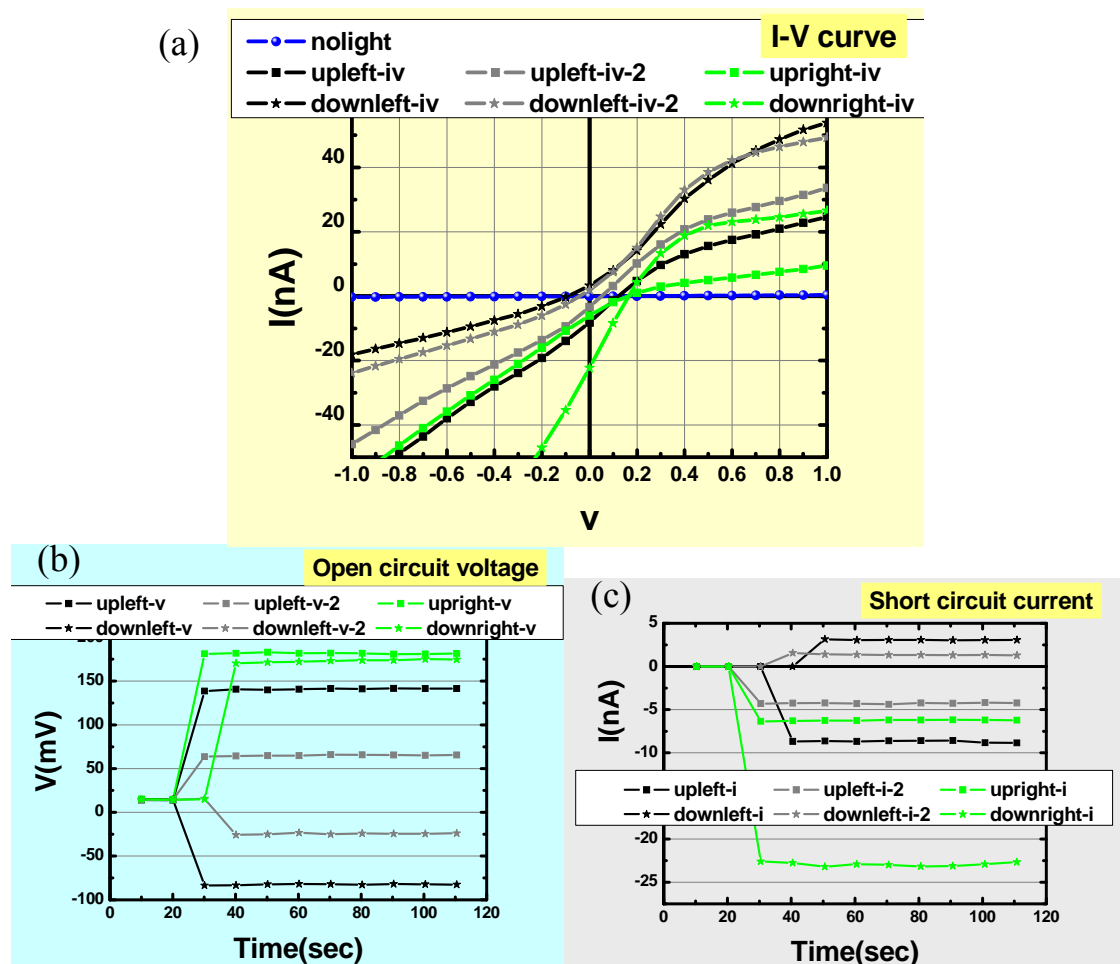 (a)
I-V curve
nolight
upleft-iv upleft-iv-2 upright-iv
downleft-iv downleft-iv-2 downright-iv
40
20
0
-20
-40
I(nA)
-1.0 -0.8 -0.6 -0.4 -0.2 0.0 0.2 0.4 0.6 0.8 1.0
V
(b)
Open circuit voltage
upleft-v upleft-v-2 upright-v
downleft-v downleft-v-2 downright-v
200
150
100
50
0
-50
-100
V(mV)
0 20 40 60 80 100 120
Time(sec)
(c)
Short circuit current
5
0
-5
-10
I(nA)
upleft-i upleft-i-2 upright-i
downleft-i downleft-i-2 downright-i
-22
-25
0 20 40 60 80 100 120
Time(sec)